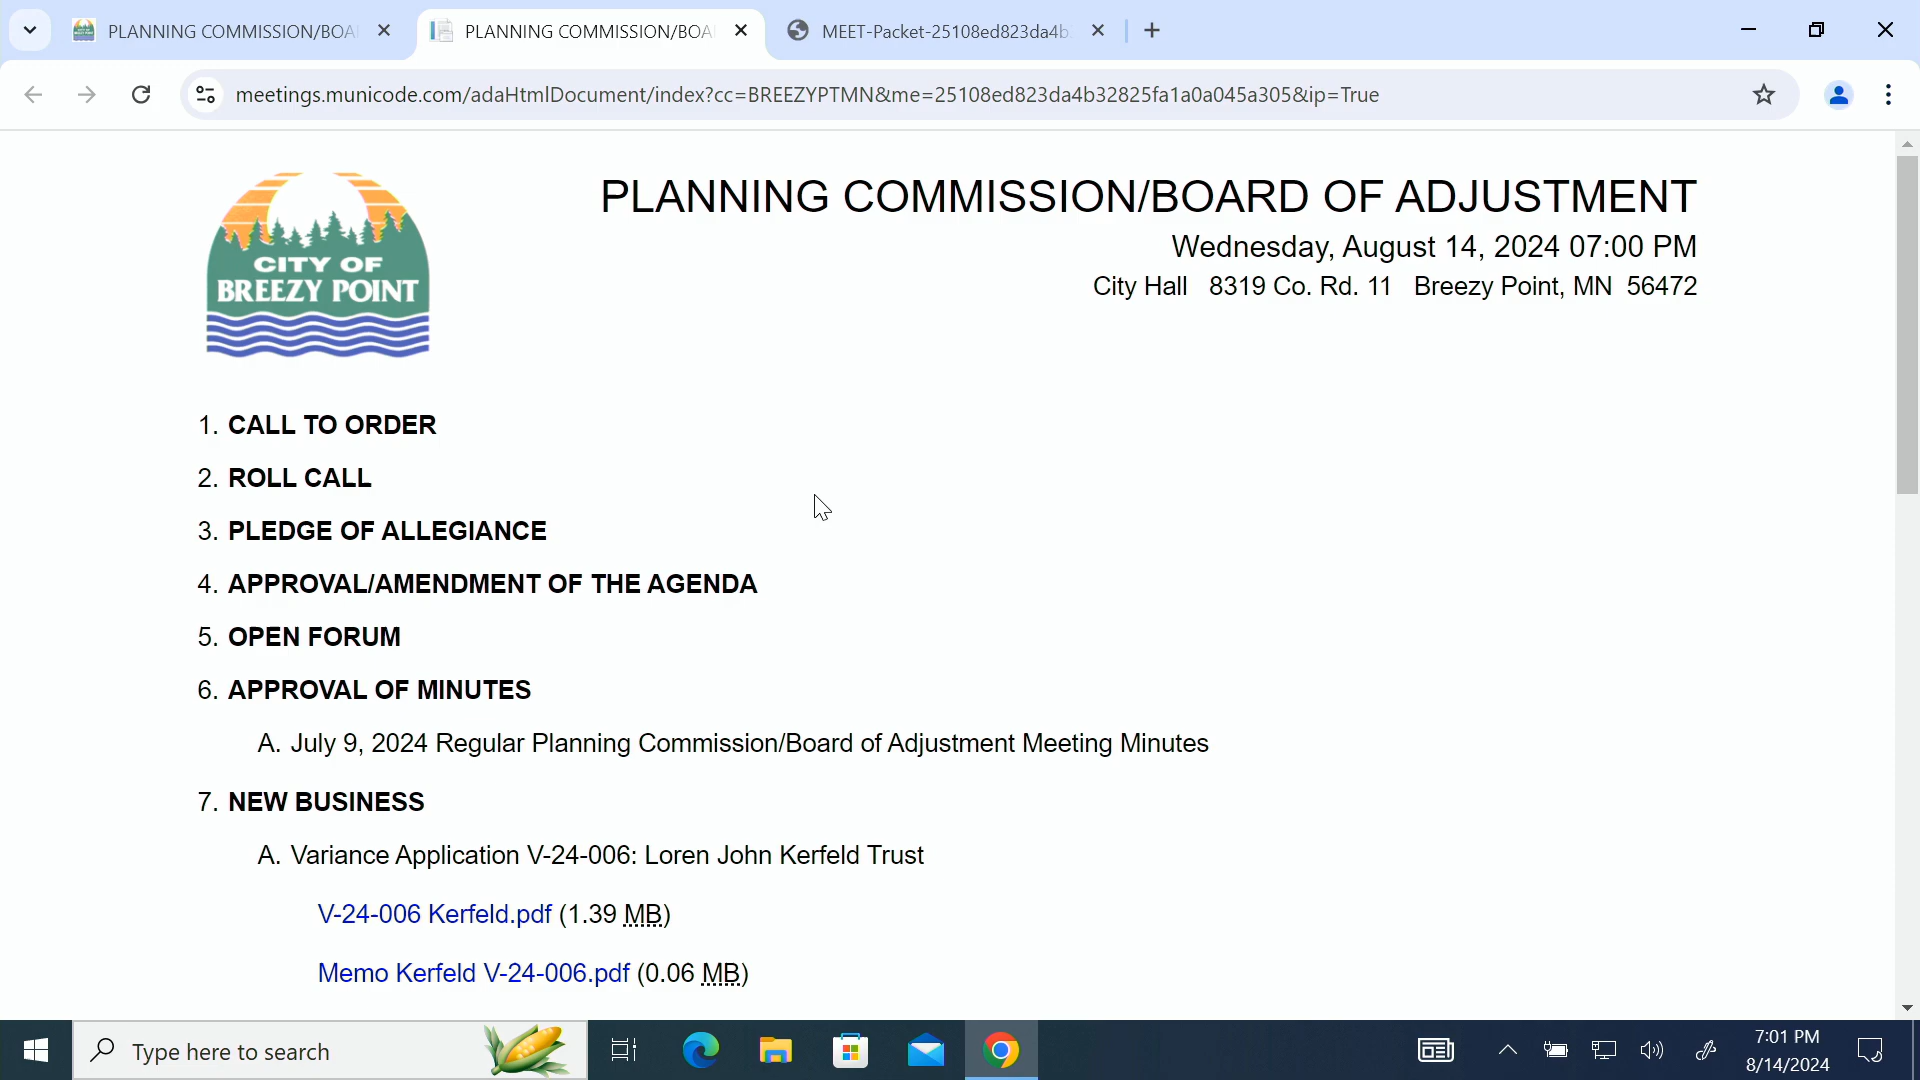 PLANNING COMMISSION/BOA
PLANNING COMMISSION/BOA
MEET-Packet-25108ed823da4b
meetings.municode.com/adaHtmlDocument/index?cc=BREEZYPTMN&me=25108ed823da4b32825fa1a0a045a305&ip=True
CITY OF
BREEZY POINT
PLANNING COMMISSION/BOARD OF ADJUSTMENT
Wednesday, August 14, 2024 07:00 PM
City Hall 8319 Co. Rd. 11 Breezy Point, MN 56472
1. CALL TO ORDER
2. ROLL CALL
3. PLEDGE OF ALLEGIANCE
4. APPROVAL/AMENDMENT OF THE AGENDA
5. OPEN FORUM
6. APPROVAL OF MINUTES
A. July 9, 2024 Regular Planning Commission/Board of Adjustment Meeting Minutes
7. NEW BUSINESS
A. Variance Application V-24-006: Loren John Kerfeld Trust
V-24-006 Kerfeld.pdf (1.39 MB)
Memo Kerfeld V-24-006.pdf (0.06 MB)
Type here to search
7:01 PM
8/14/2024